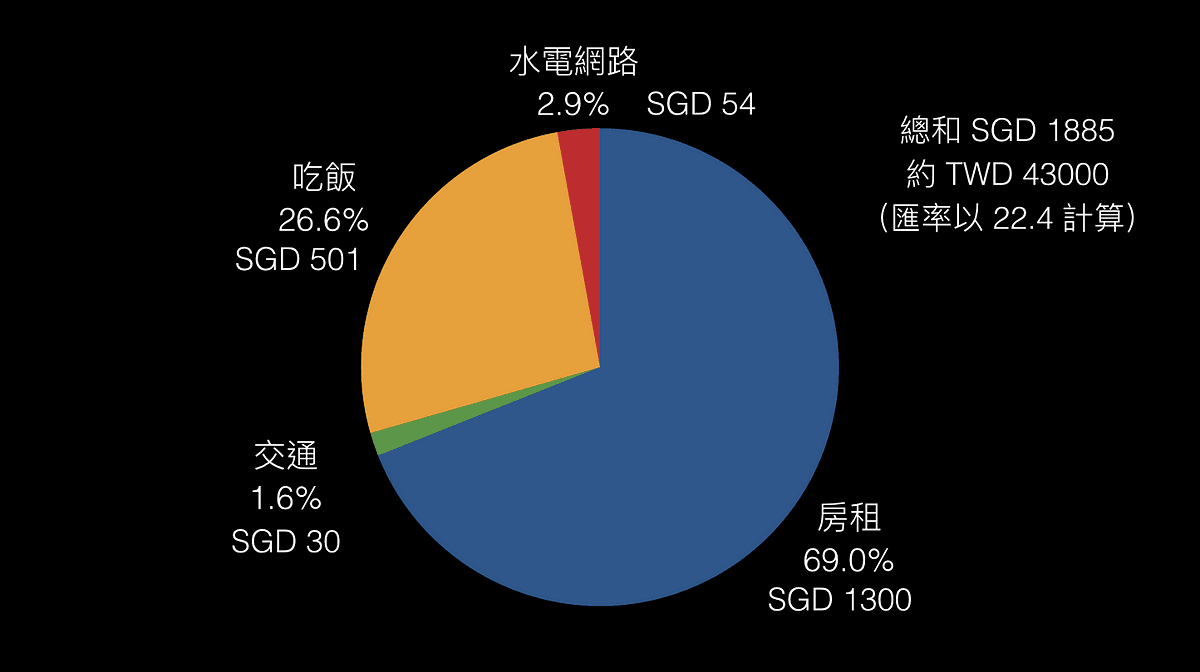 水電網路
2.9% SGD 54
總和 SGD 1885
約 TWD 43000
（匯率以 22.4 計算）
吃飯
26.6%
SGD 501
交通
1.6%
SGD 30
房租
69.0%
SGD 1300